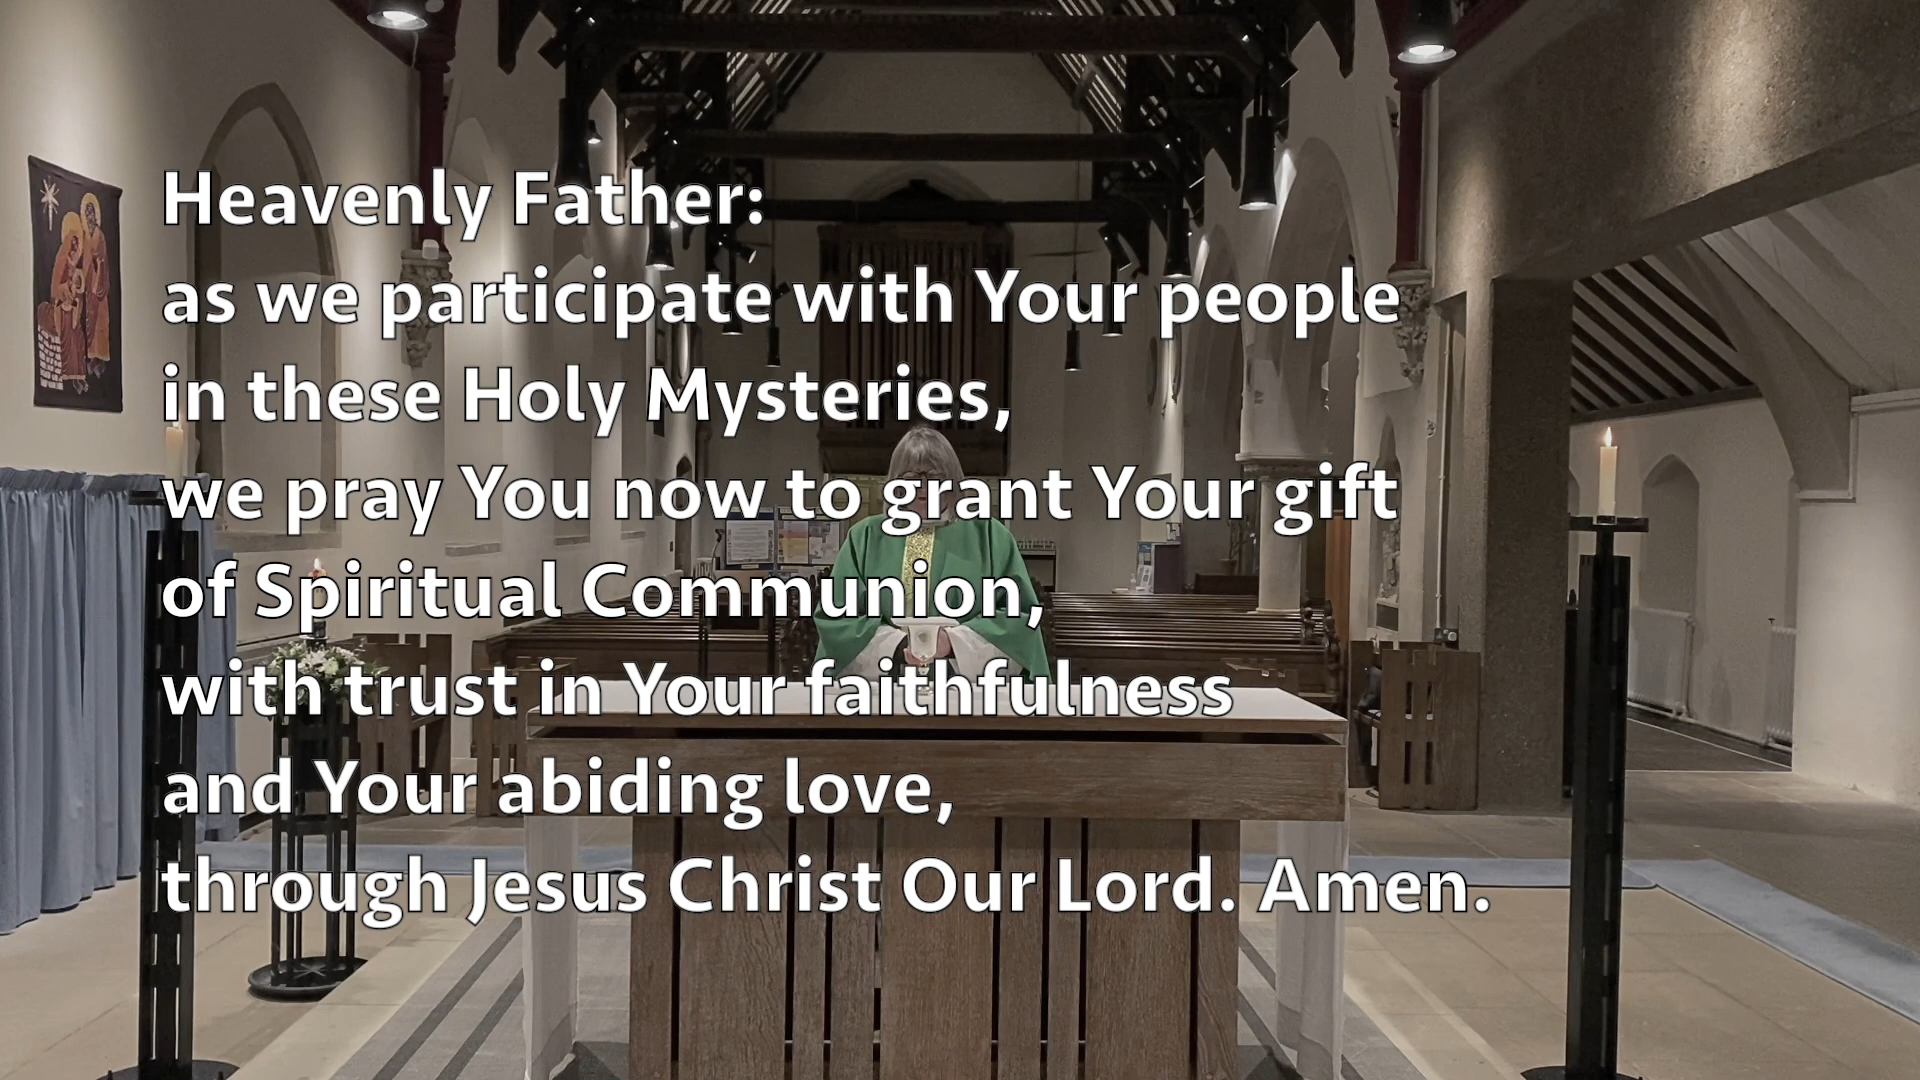 Heavenly Father:
as we participate with Your people
in these Holy Mysteries,
we pray You now to grant Your gift
of Spiritual Communion,
with trust in Your faithfulness
and Your abiding love,
through Jesus Christ Our Lord. Amen.